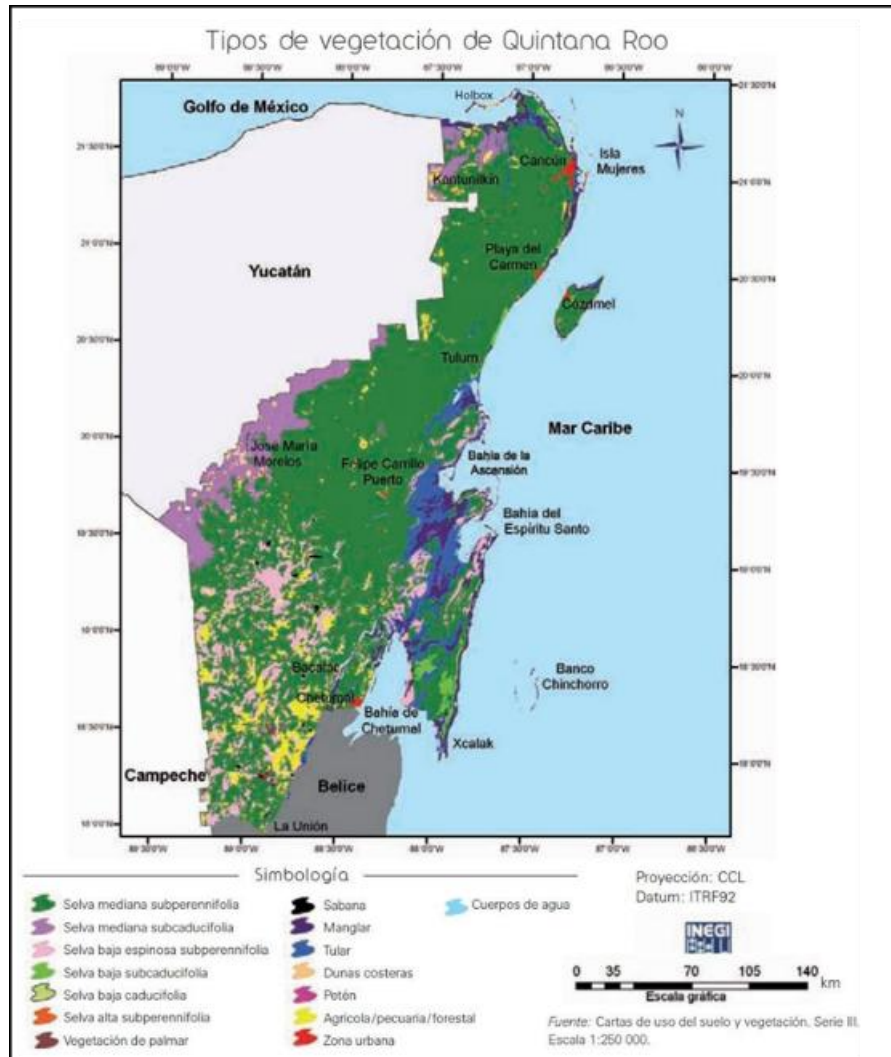 Tipos de vegetación de Quintana Roo
Golfo de México
Holbox
N
Cancún
Isla
Mujeres
Kantunilkin
Playa del
Carmen
Yucatán
Cozumel
Tulum
Mar Caribe
Jose María
Morelos
Felipe Carrillo
Puerto
Bahia de la
Ascensión
Bahia del
Espíritu Santo
Bacalar
Chetumal
Banco
Chinchorro
Bahía de
Chetumal
Xcalak
Campeche
Belice
La Unión
Simbología
Selva mediana subperennifolia
Selva mediana subcaducifolia
Selva baja espinosa subperennifolia
Selva baja subcaducifolia
Selva baja caducifolia
Selva alta subperennifolia
Vegetación de palmar
Sabana
Manglar
Tular
Dunas costeras
Petén
Agrícola/pecuaria/forestal
Zona urbana
Cuerpos de agua
Proyección: CCL
Datum: ITRF92
INEGI
0 35 70 105 140 km
Escala gráfica
Fuente: Cartas de uso del suelo y vegetación, Serie III,
Escala 1:250 000.